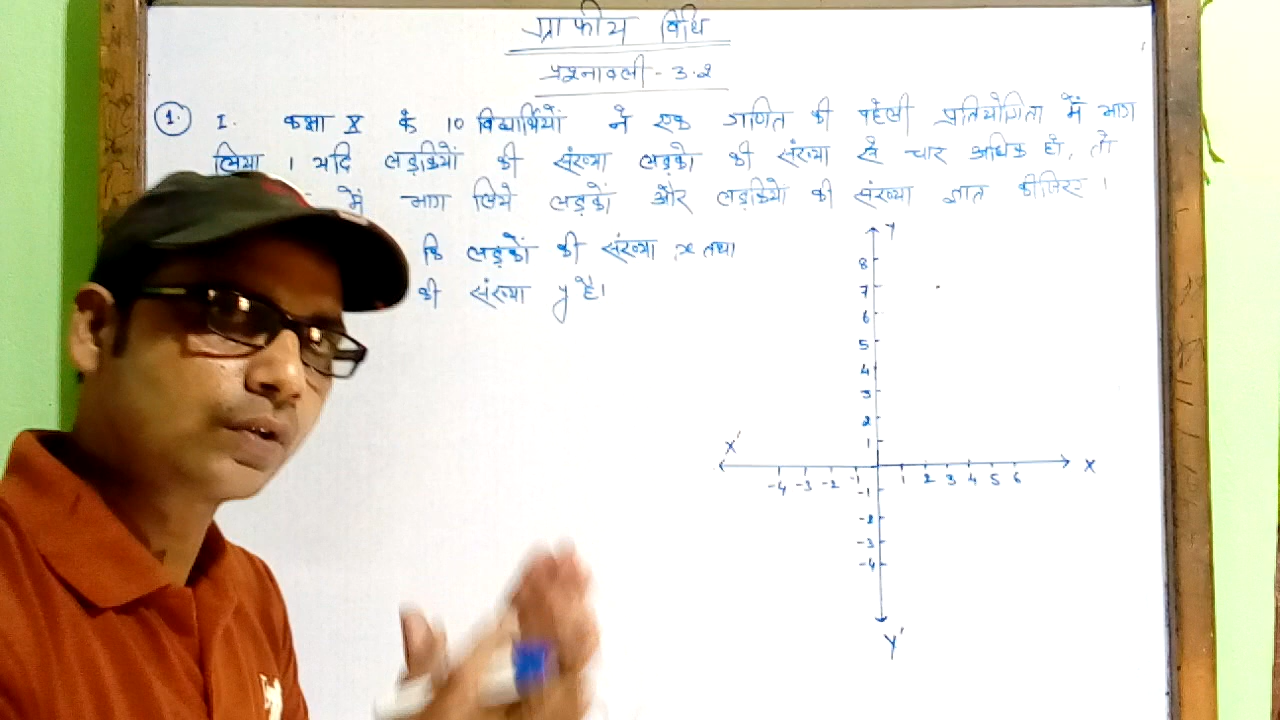 ग्राफीय विधि
प्रश्नावली - 3.2
1. I. कक्षा X के 10 विद्यार्थियों ने एक गणित की पहेली प्रतियोगिता में भाग
लिया । यदि लड़कियों की संख्या लड़कों की संख्या से चार अधिक हो, तो
में भाग लिये लड़कों और लड़कियों की संख्या ज्ञात कीजिए ।
कि लड़कों की संख्या x तथा
की संख्या y है।
Y
8
7
6
5
4
3
2
1
X' X
-4 -3 -2 -1 1 2 3 4 5 6
-1
-2
-3
-4
Y'